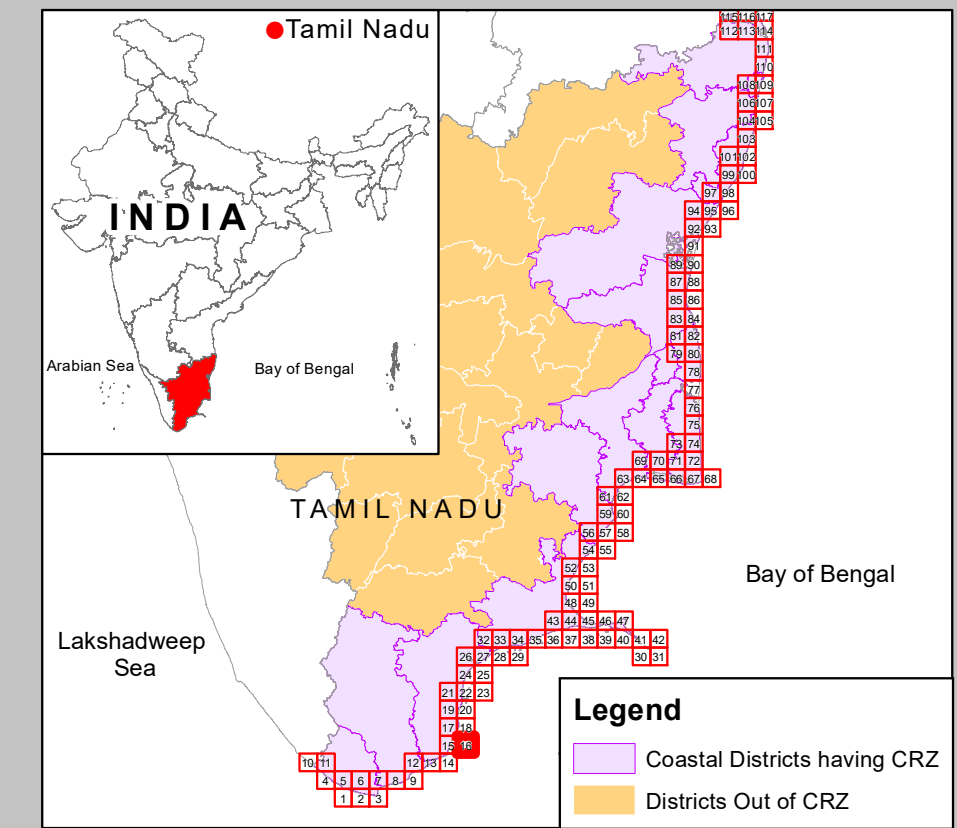 Tamil Nadu
INDIA
Arabian Sea
Bay of Bengal
115 116 117
112 113 114
111
110
108 109
106 107
104 105
103
101 102
99 100
97 98
94 95 96
92 93
91
89 90
87 88
85 86
83 84
81 82
79 80
78
77
76
75
73 74
69 70 71 72
63 64 65 66 67 68
61 62
59 60
56 57 58
54 55
52 53
50 51
48 49
43 44 45 46 47
32 33 34 35 36 37 38 39 40 41 42
26 27 28 29 30 31
24 25
21 22 23
19 20
17 18
15 16
10 11 12 13 14
4 5 6 7 8 9
1 2 3
TAMIL NADU
Bay of Bengal
Lakshadweep
Sea
Legend
Coastal Districts having CRZ
Districts Out of CRZ